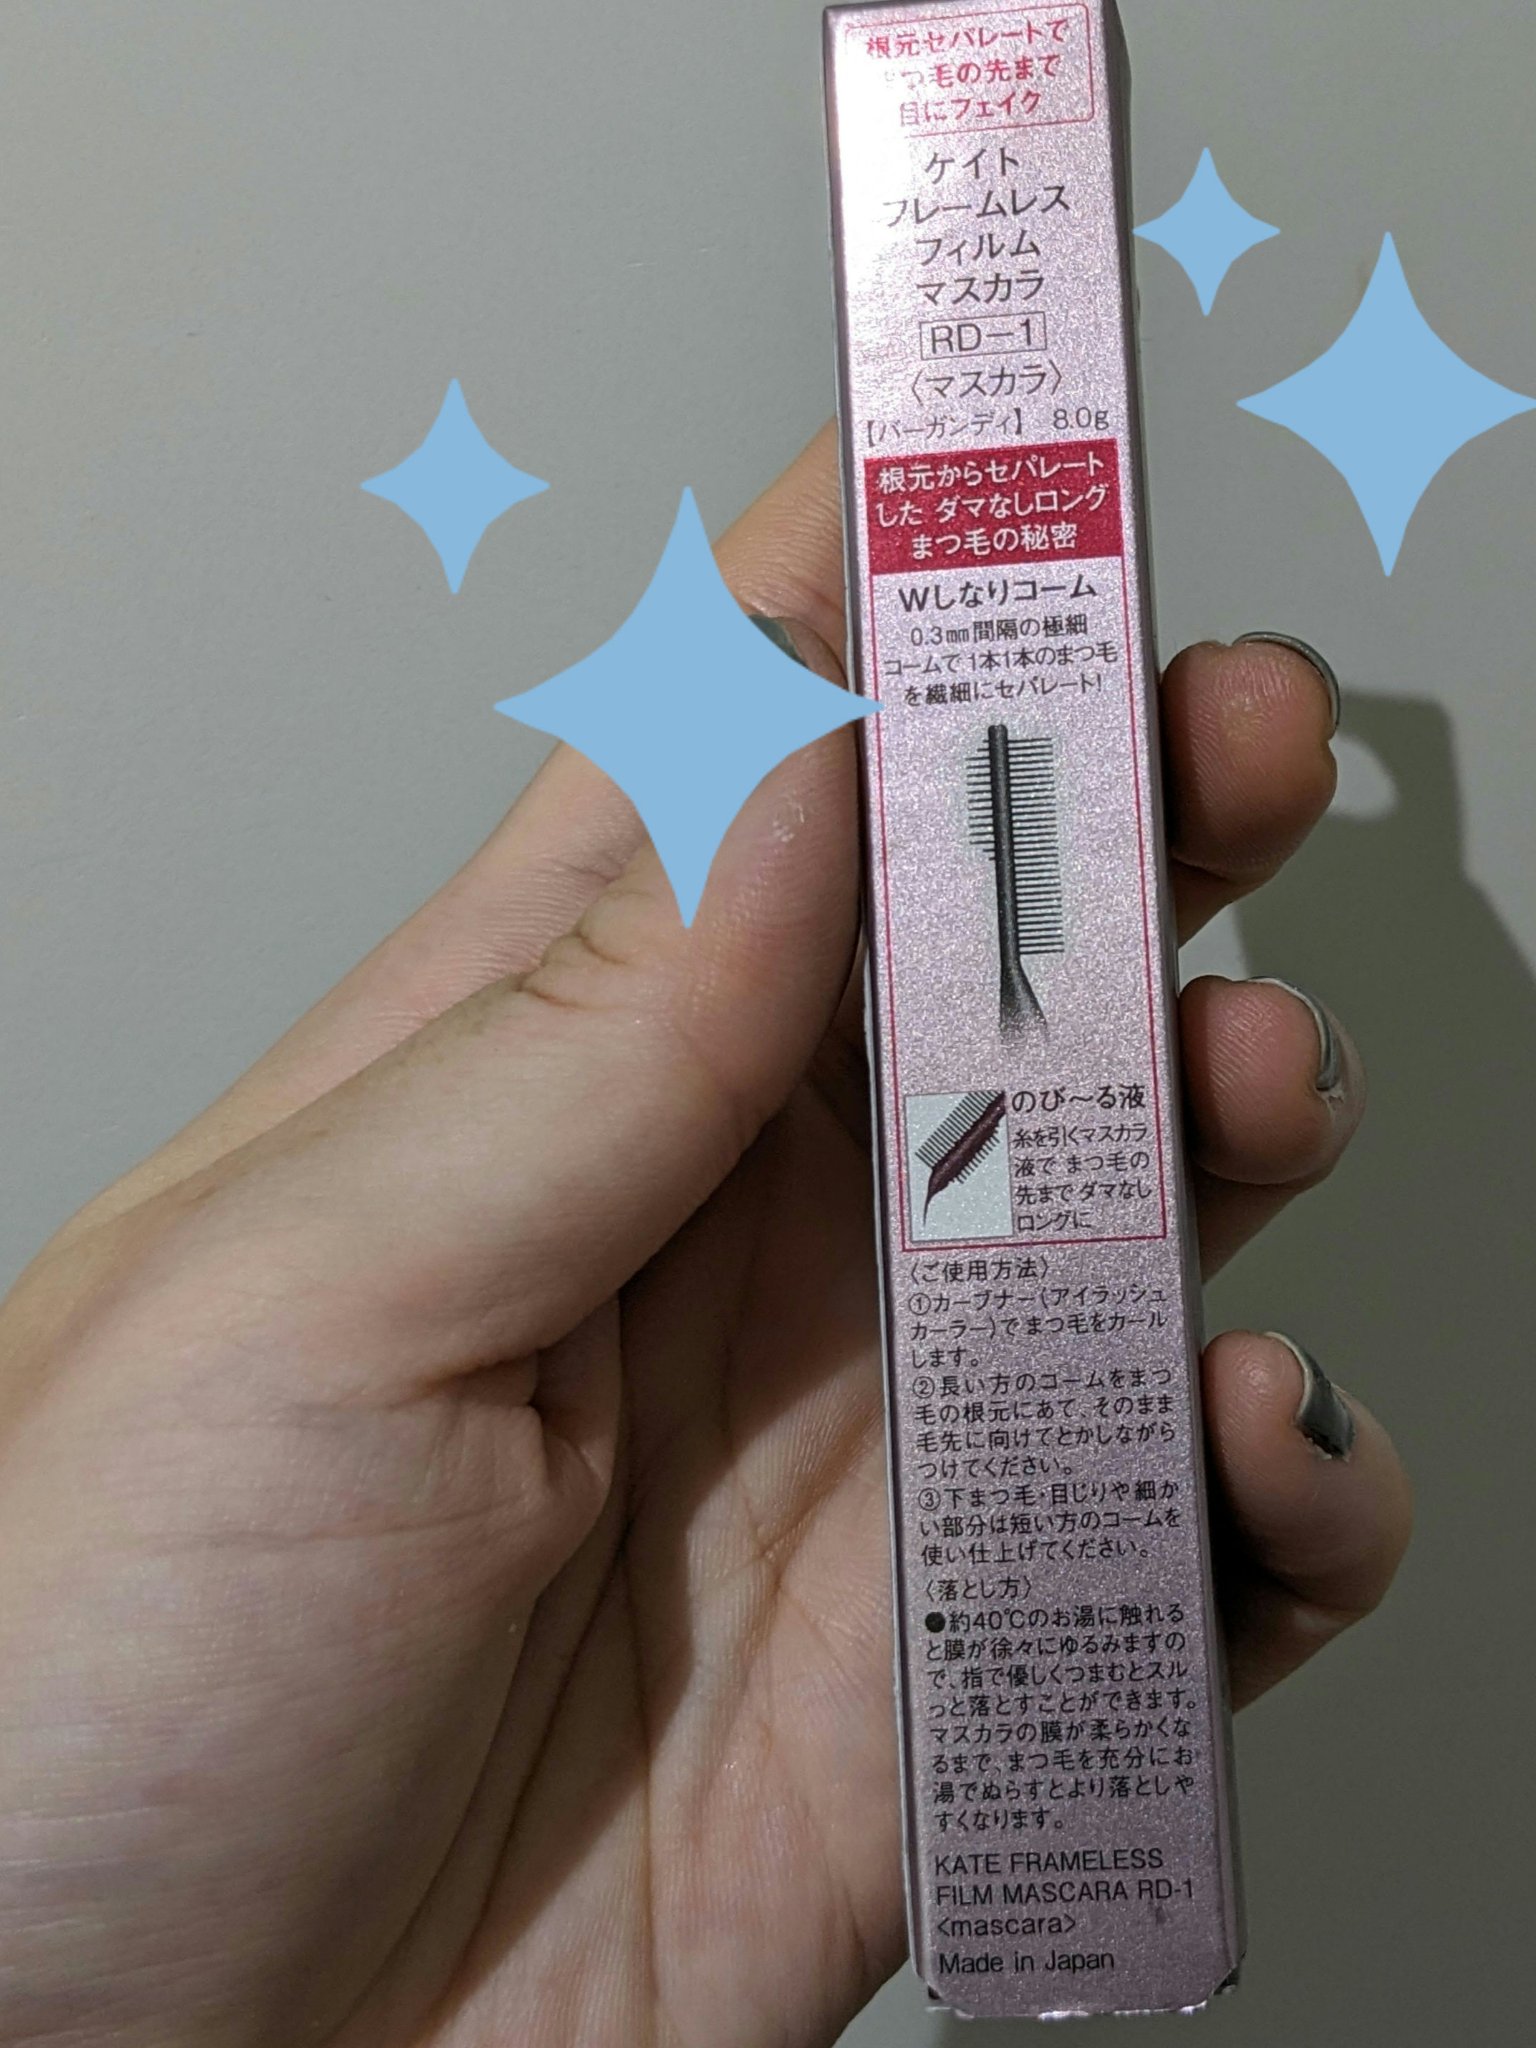 根元セパレートで
つ毛の先まで
目にフェイク
ケイト
フレームレス
フィルム
マスカラ
RD－1
〈マスカラ〉
【バーガンディ】 8.0g
根元からセパレート
した ダマなしロング
まつ毛の秘密
Wしなりコーム
0.3㎜間隔の極細
コームで1本1本のまつ毛
を繊細にセパレート!
のび〜る液
糸を引くマスカラ
液で まつ毛の
先まで ダマなし
ロングに
〈ご使用方法〉
①カーブナー(アイラッシュ
カーラー)で まつ毛をカール
します。
②長い方のコームをまつ
毛の根元にあて、そのまま
毛先に向けてとかしながら
つけてください。
③下まつ毛・目じりや細か
い部分は短い方のコームを
使い仕上げてください。
〈落とし方〉
●約40℃のお湯に触れる
と膜が徐々にゆるみますの
で、指で優しくつまむとスル
っと落とすことができます。
マスカラの膜が柔らかくな
るまで、まつ毛を充分にお
湯でぬらすとより落としや
すくなります。
KATE FRAMELESS
FILM MASCARA RD-1
<mascara>
Made in Japan